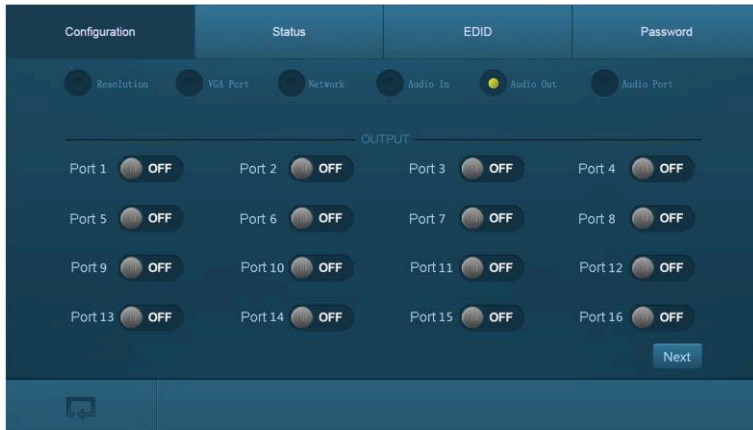 Configuration Status EDID Password
Resolution VGA Port Network Audio In Audio Out Audio Port
OUTPUT
Port 1 OFF Port 2 OFF Port 3 OFF Port 4 OFF
Port 5 OFF Port 6 OFF Port 7 OFF Port 8 OFF
Port 9 OFF Port 10 OFF Port 11 OFF Port 12 OFF
Port 13 OFF Port 14 OFF Port 15 OFF Port 16 OFF
Next